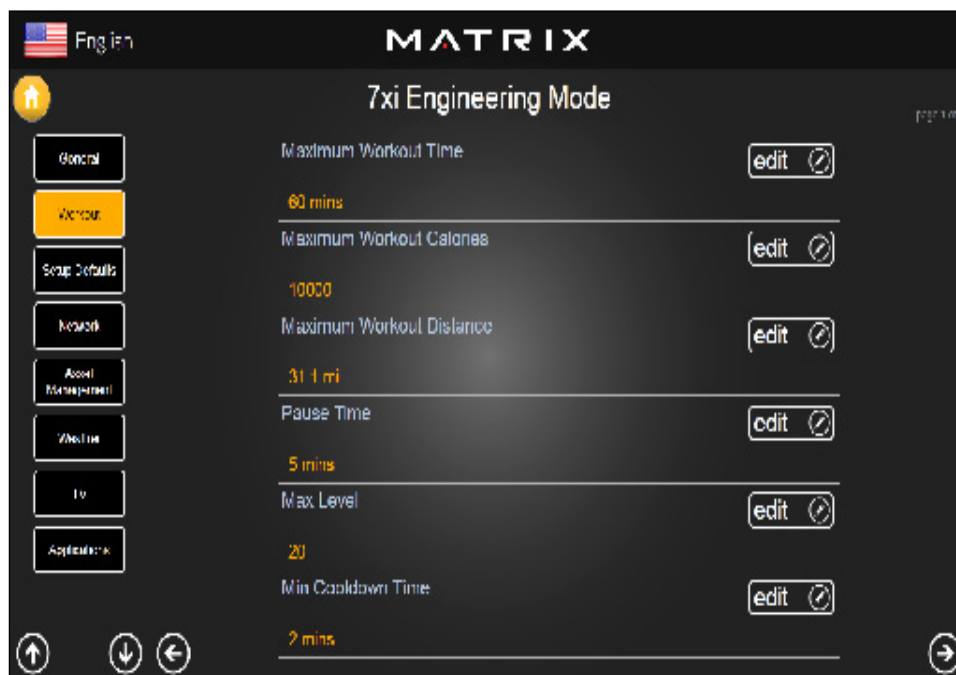 English
MATRIX
7xi Engineering Mode
General
Workout
Setup Defaults
Network
Asset
Management
Weather
TV
Applications
Maximum Workout Time
edit
60 mins
Maximum Workout Calories
edit
10000
Maximum Workout Distance
edit
31.1 mi
Pause Time
edit
5 mins
Max Level
edit
20
Min Cooldown Time
edit
2 mins